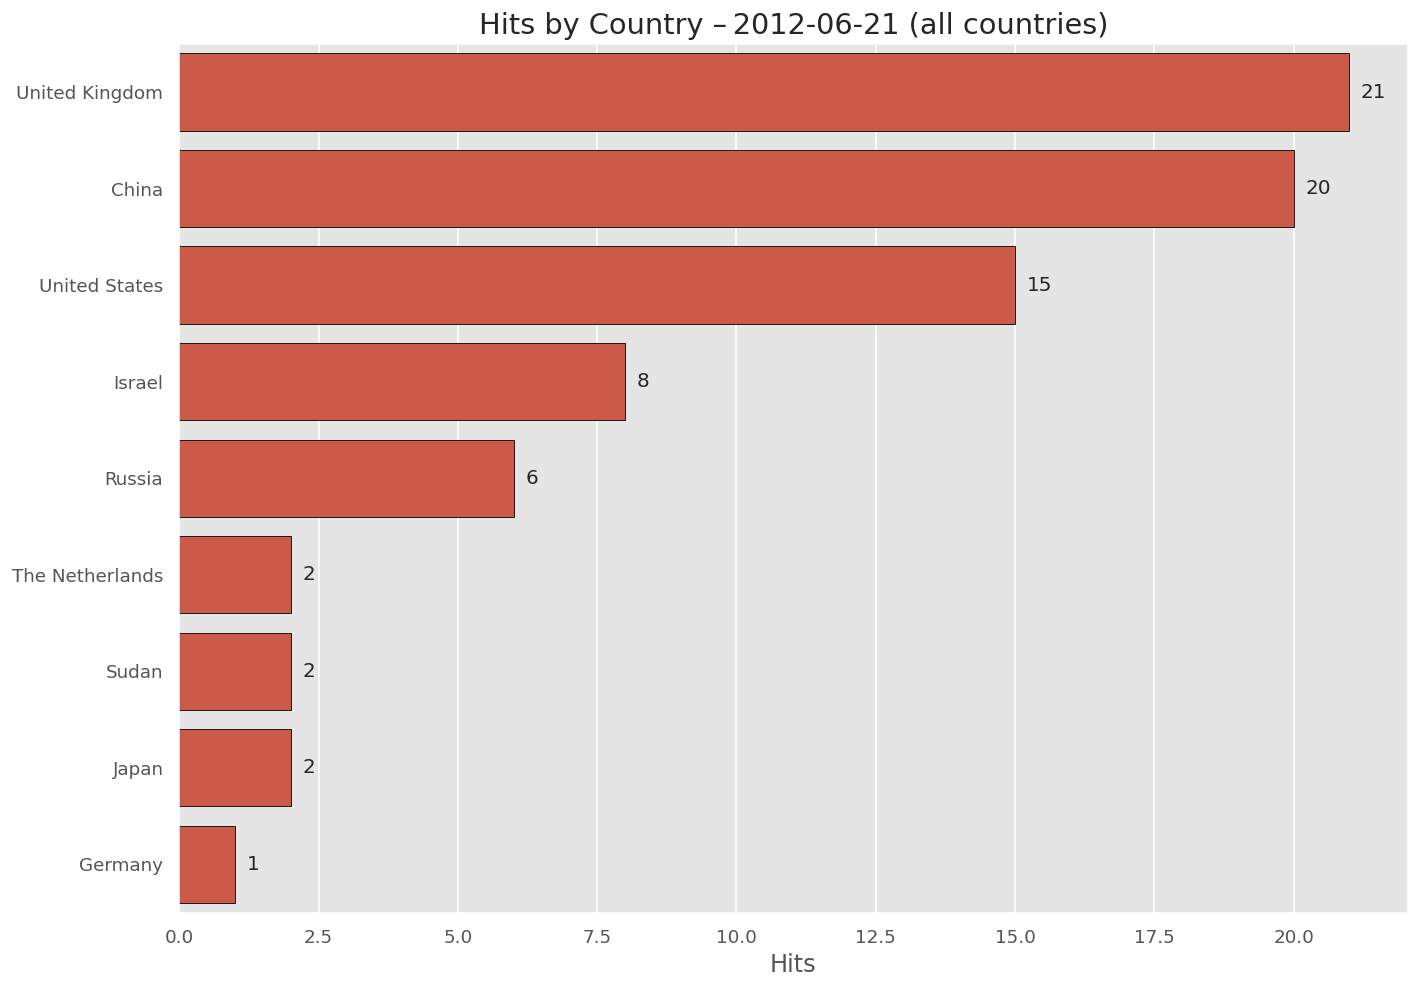 Hits by Country – 2012-06-21 (all countries)
United Kingdom 21
China 20
United States 15
Israel 8
Russia 6
The Netherlands 2
Sudan 2
Japan 2
Germany 1
0.0 2.5 5.0 7.5 10.0 12.5 15.0 17.5 20.0
Hits